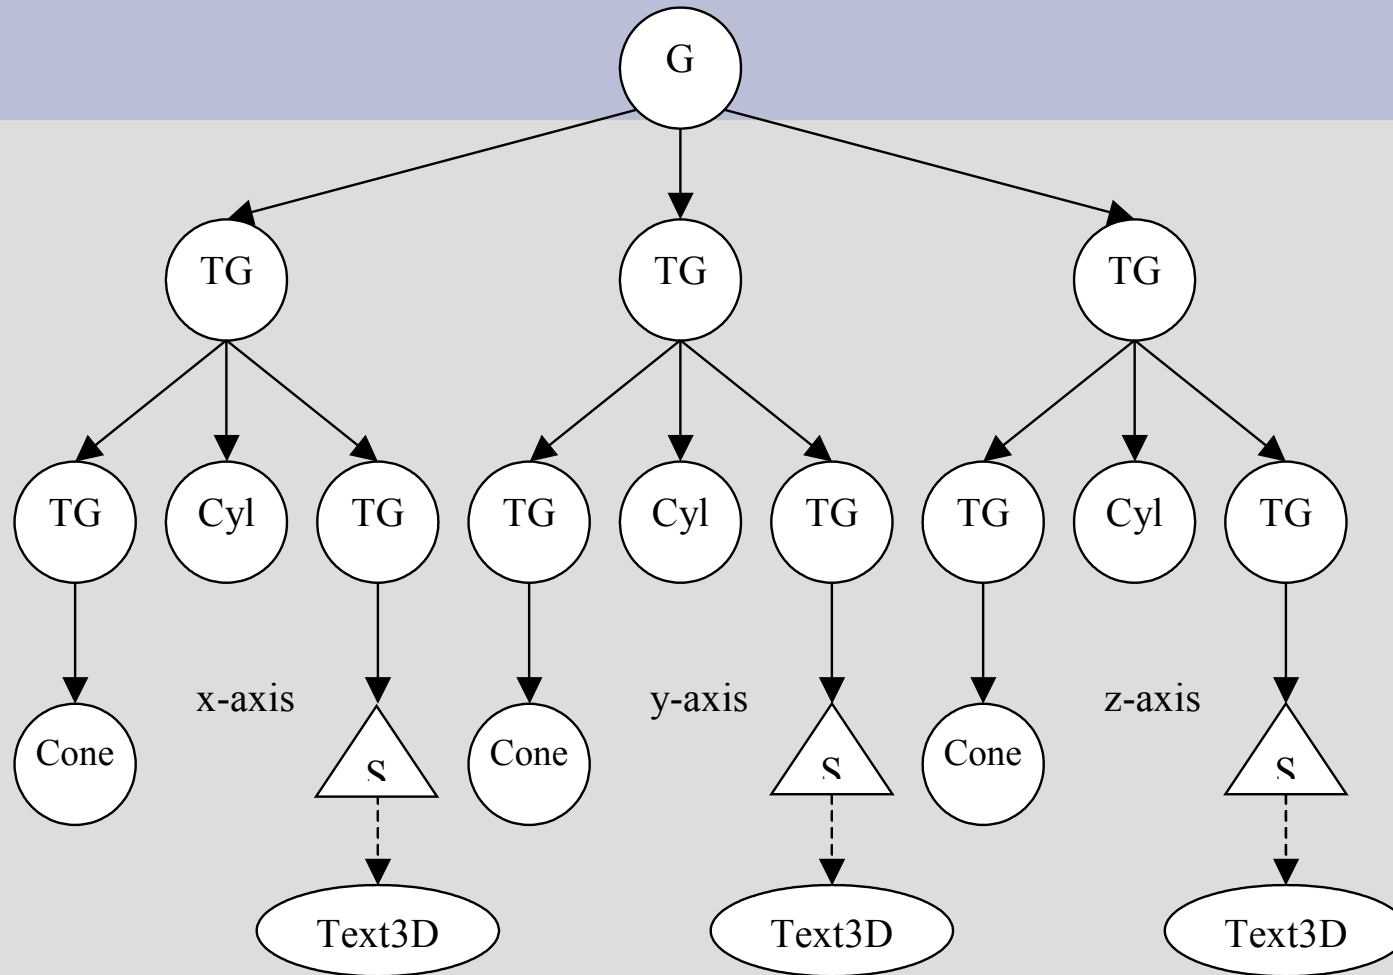 G
TG TG TG
TG Cyl TG TG Cyl TG TG Cyl TG
x-axis y-axis z-axis
Cone S Cone S Cone S
Text3D Text3D Text3D